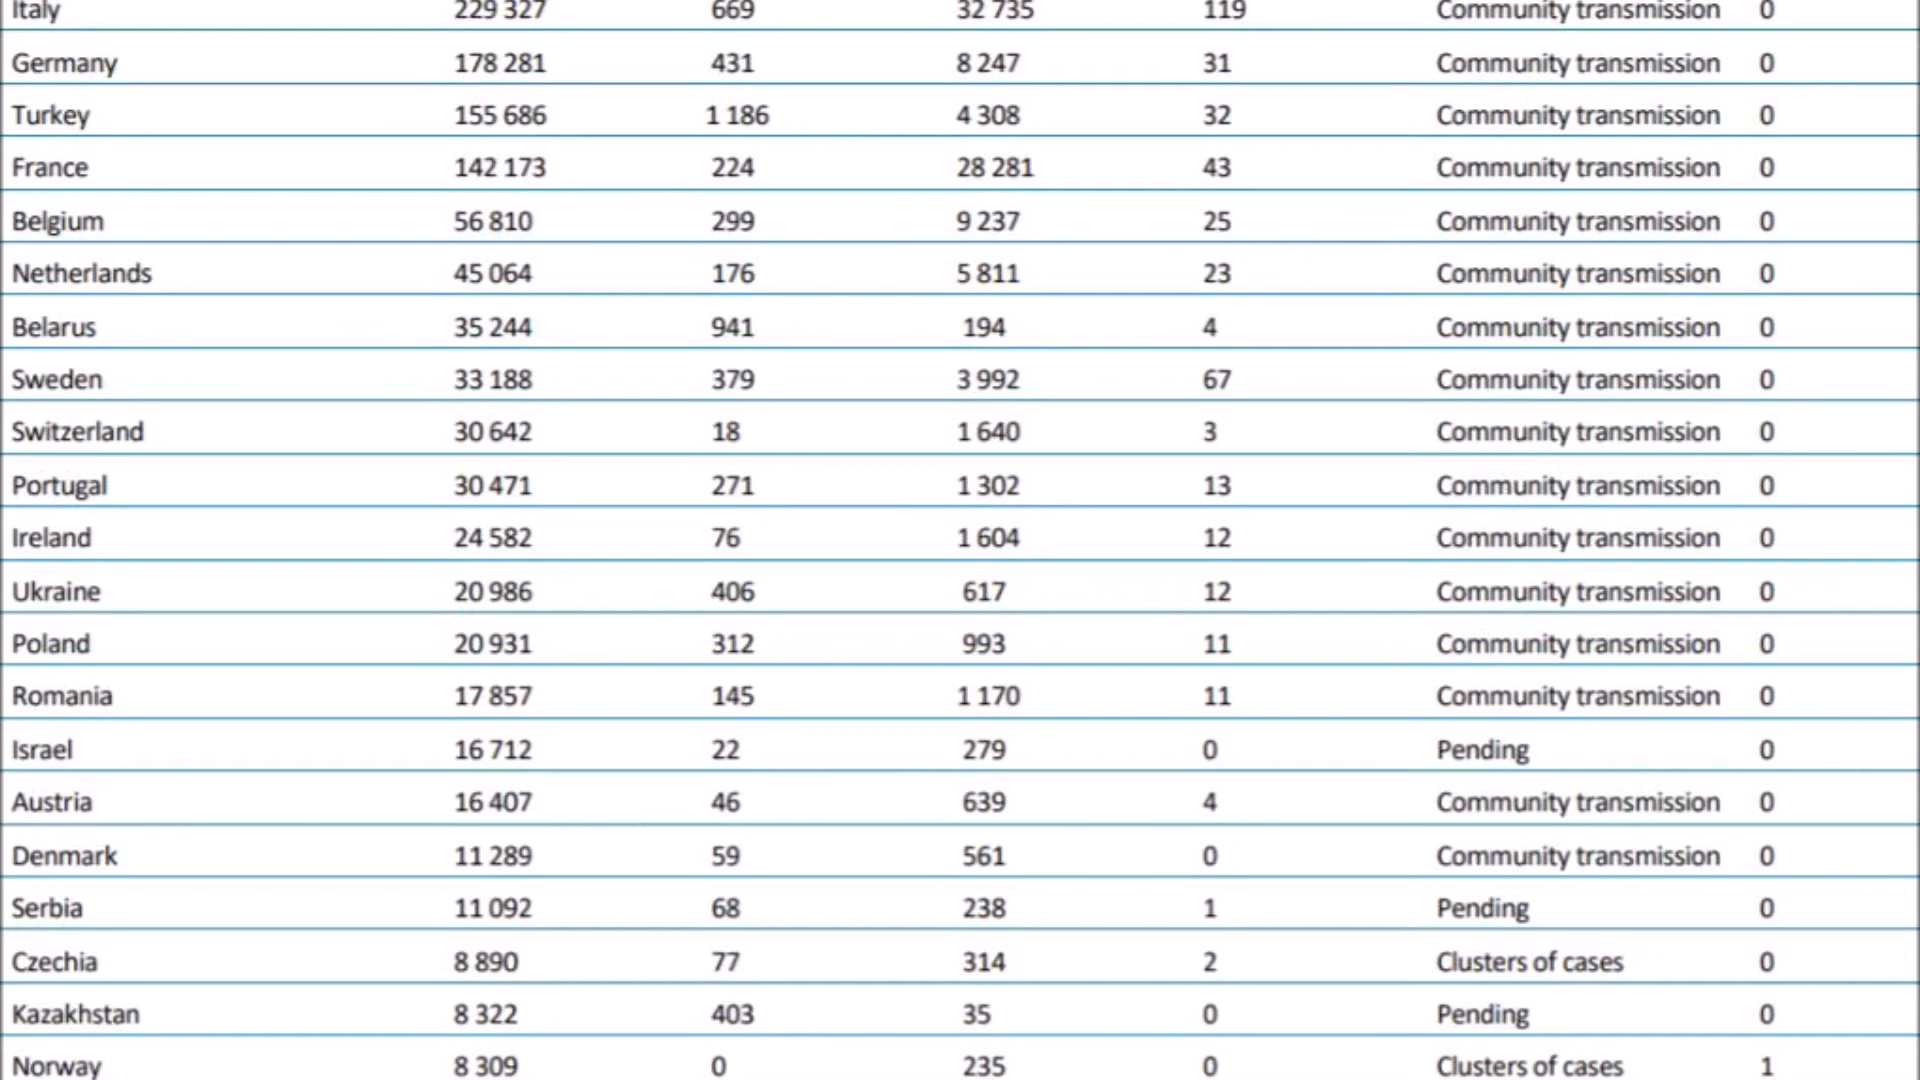 Italy 229 327 669 32 735 119 Community transmission 0
Germany 178 281 431 8 247 31 Community transmission 0
Turkey 155 686 1 186 4 308 32 Community transmission 0
France 142 173 224 28 281 43 Community transmission 0
Belgium 56 810 299 9 237 25 Community transmission 0
Netherlands 45 064 176 5 811 23 Community transmission 0
Belarus 35 244 941 194 4 Community transmission 0
Sweden 33 188 379 3 992 67 Community transmission 0
Switzerland 30 642 18 1 640 3 Community transmission 0
Portugal 30 471 271 1 302 13 Community transmission 0
Ireland 24 582 76 1 604 12 Community transmission 0
Ukraine 20 986 406 617 12 Community transmission 0
Poland 20 931 312 993 11 Community transmission 0
Romania 17 857 145 1 170 11 Community transmission 0
Israel 16 712 22 279 0 Pending 0
Austria 16 407 46 639 4 Community transmission 0
Denmark 11 289 59 561 0 Community transmission 0
Serbia 11 092 68 238 1 Pending 0
Czechia 8 890 77 314 2 Clusters of cases 0
Kazakhstan 8 322 403 35 0 Pending 0
Norway 8 309 0 235 0 Clusters of cases 1